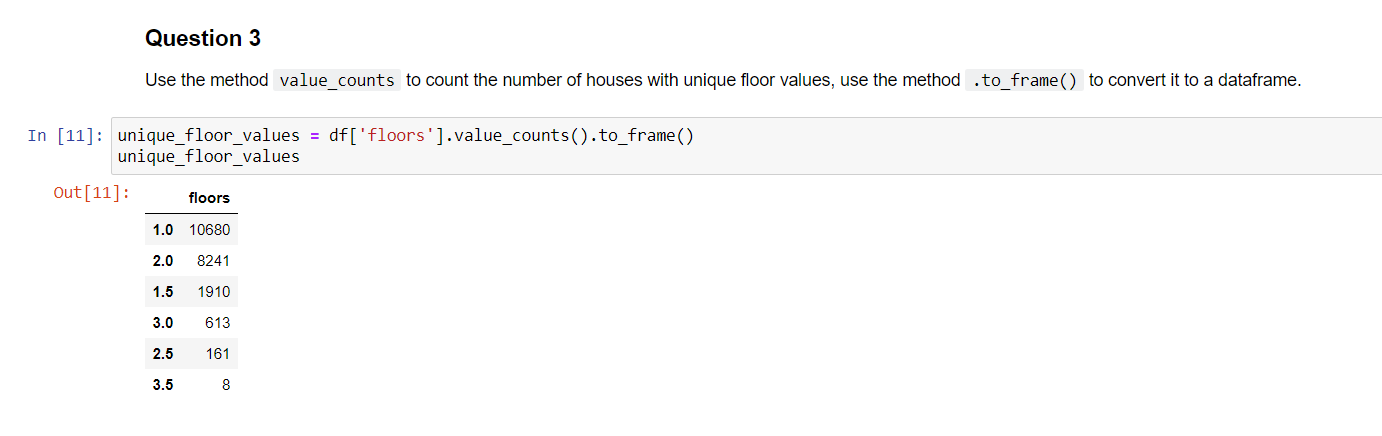 Question 3
Use the method value_counts to count the number of houses with unique floor values, use the method .to_frame() to convert it to a dataframe.
In [11]: unique_floor_values = df['floors'].value_counts().to_frame()
unique_floor_values
Out[11]:
floors
1.0 10680
2.0 8241
1.5 1910
3.0 613
2.5 161
3.5 8